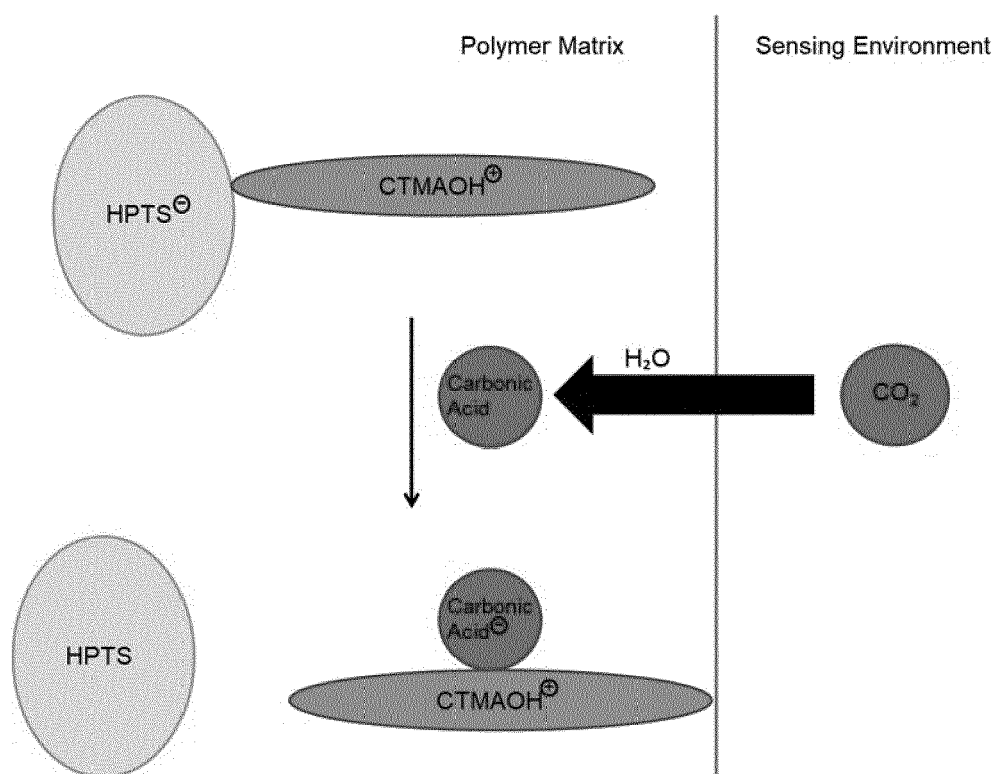 Polymer Matrix
Sensing Environment
HPTS⊖
CTMAOH⊕
H₂O
Carbonic
Acid
CO₂
Carbonic
Acid⊖
HPTS
CTMAOH⊕